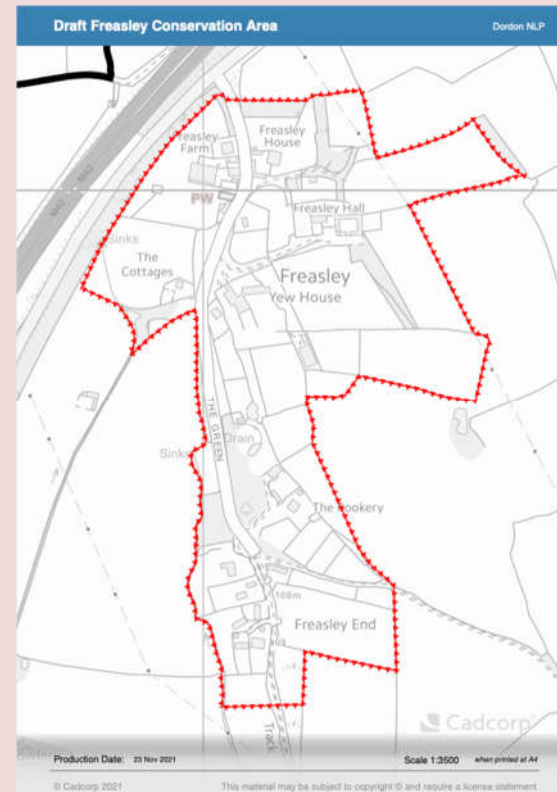 Draft Freasley Conservation Area
Dordon NLP
M42
M42
M42
Freasley
Farm
Freasley
House
PW
Freasley Hall
Sinks
The
Cottages
Freasley
Yew House
THE GREEN
Drain
Sinks
The Rookery
108m
Freasley End
Track
Cadcorp
Production Date: 23 Nov 2021
Scale 1:3500 when printed at A4
© Cadcorp 2021
This material may be subject to copyright © and require a license statement